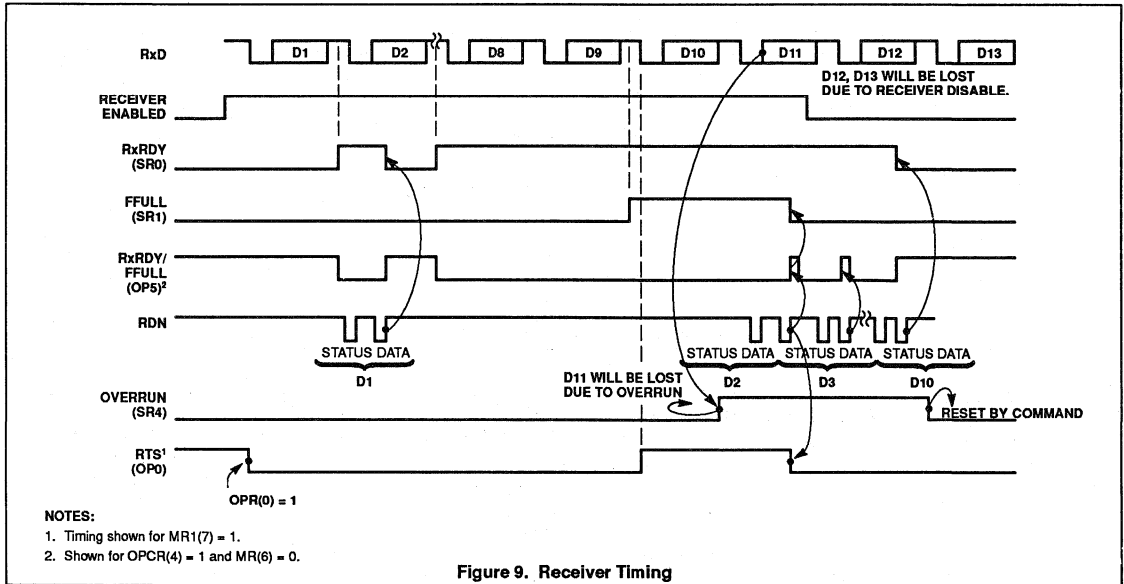 RxD
D1
D2
D8
D9
D10
D11
D12
D13
D12, D13 WILL BE LOST
DUE TO RECEIVER DISABLE.
RECEIVER
ENABLED
RxRDY
(SR0)
FFULL
(SR1)
RxRDY/
FFULL
(OP5)²
RDN
STATUS DATA
D1
STATUS DATA
D2
STATUS DATA
D3
STATUS DATA
D10
D11 WILL BE LOST
DUE TO OVERRUN
OVERRUN
(SR4)
RESET BY COMMAND
RTS¹
(OP0)
OPR(0) = 1
NOTES:
1. Timing shown for MR1(7) = 1.
2. Shown for OPCR(4) = 1 and MR(6) = 0.
Figure 9. Receiver Timing